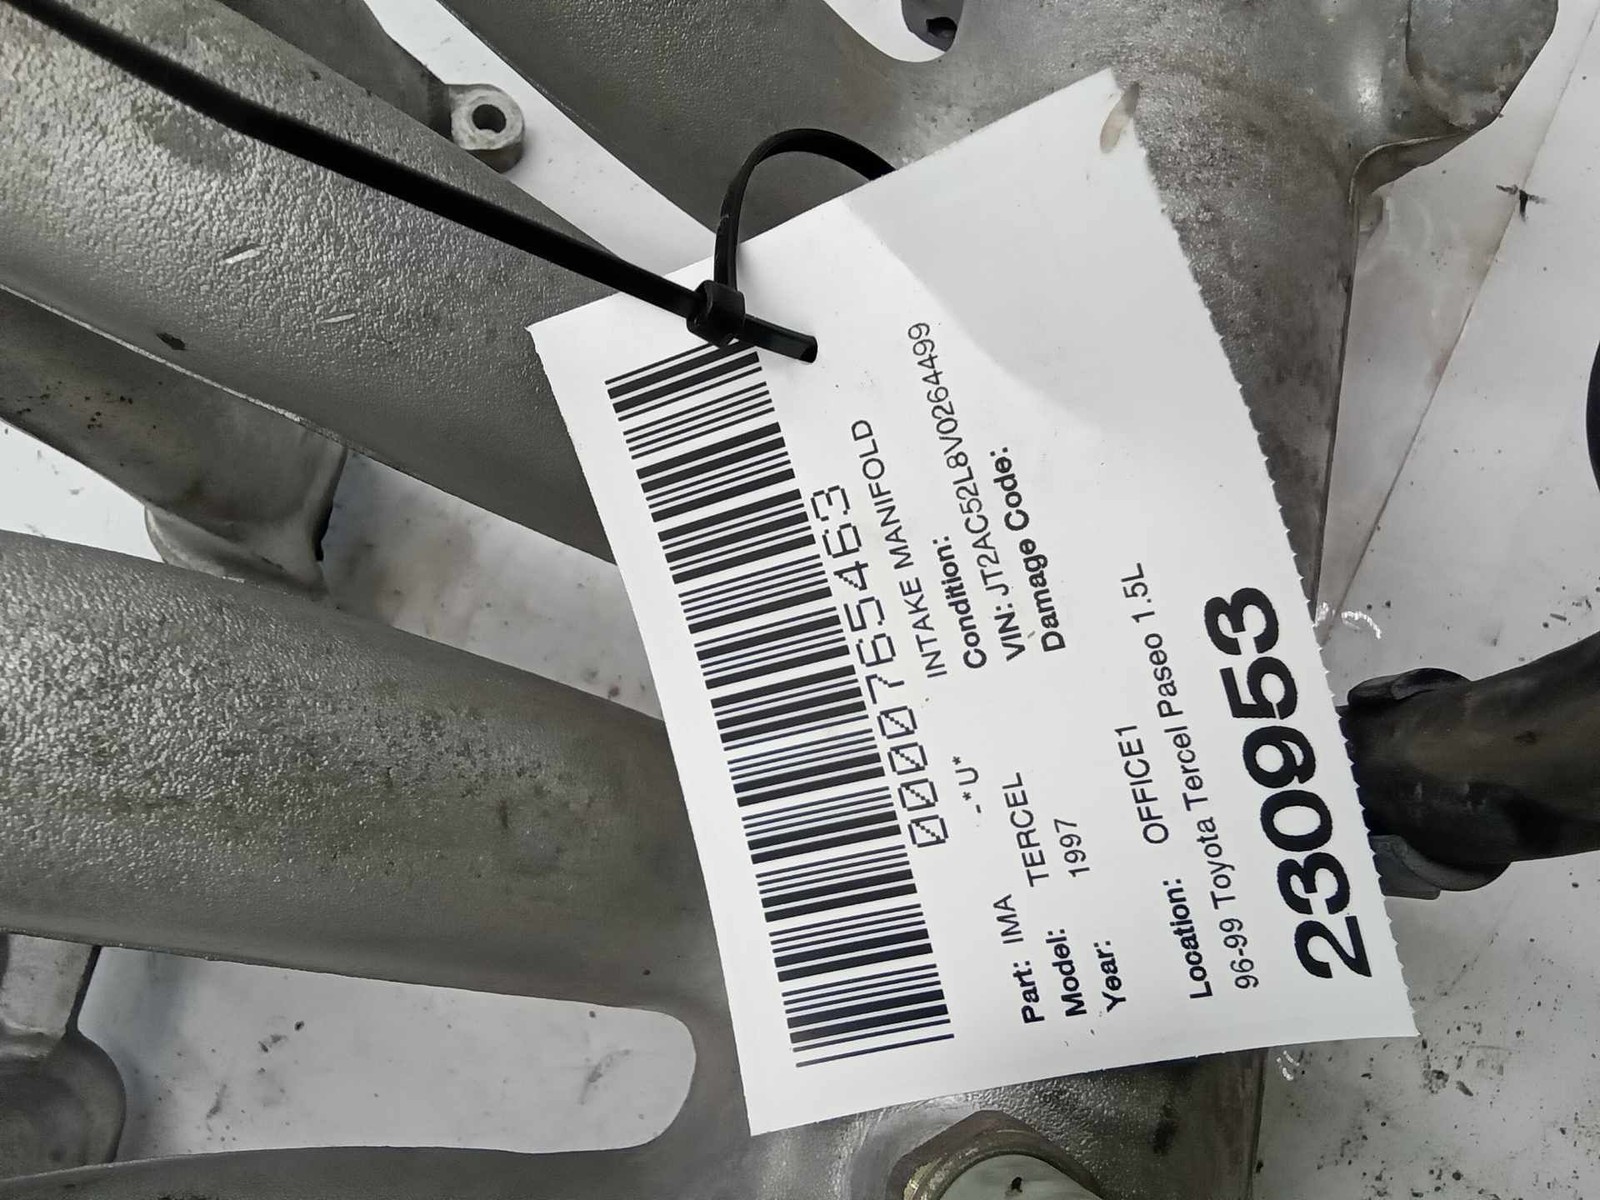 0000765463
INTAKE MANIFOLD
-*U* Condition:
Part: IMA VIN: JT2AC52L8V0264499
Model: TERCEL Damage Code:
Year: 1997
Location: OFFICE1
96-99 Toyota Tercel Paseo 1.5L
230953